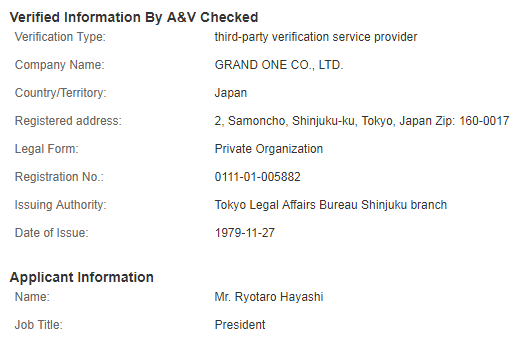 Verified Information By A&V Checked
Verification Type: third-party verification service provider
Company Name: GRAND ONE CO., LTD.
Country/Territory: Japan
Registered address: 2, Samoncho, Shinjuku-ku, Tokyo, Japan Zip: 160-0017
Legal Form: Private Organization
Registration No.: 0111-01-005882
Issuing Authority: Tokyo Legal Affairs Bureau Shinjuku branch
Date of Issue: 1979-11-27
Applicant Information
Name: Mr. Ryotaro Hayashi
Job Title: President